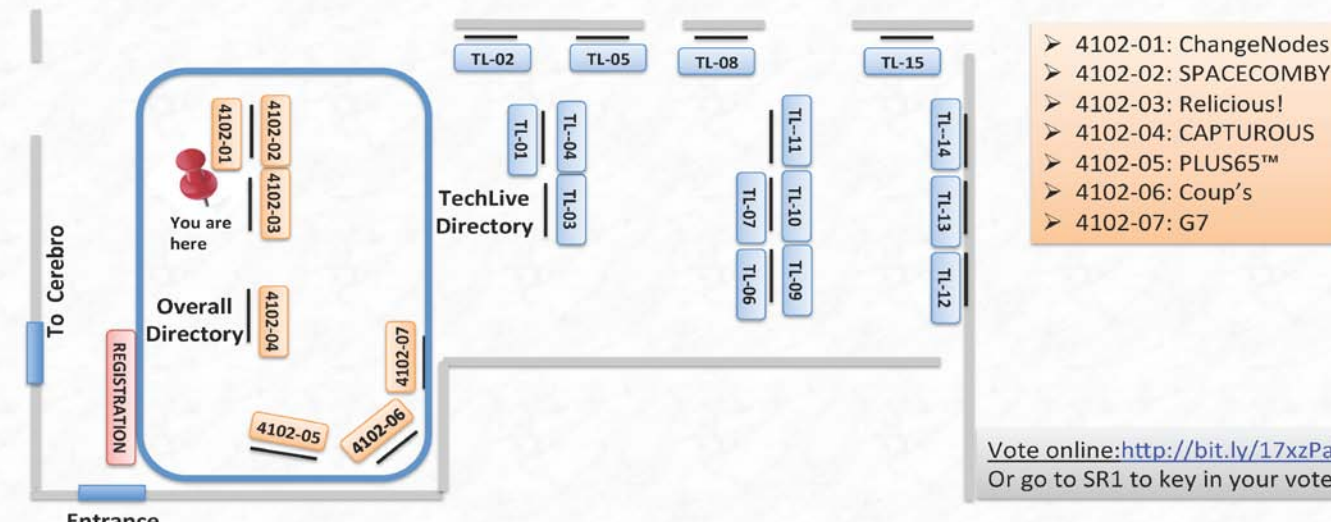 TL-02
TL-05
TL-08
TL-15
4102-01
4102-02
4102-03
You are
here
Overall
Directory
4102-04
4102-05
4102-06
4102-07
REGISTRATION
To Cerebro
Entrance
TL-01
TL--04
TL-03
TechLive
Directory
TL--11
TL-07
TL-10
TL-06
TL-09
TL--14
TL-13
TL-12
➢ 4102-01: ChangeNodes
➢ 4102-02: SPACECOMBY
➢ 4102-03: Relicious!
➢ 4102-04: CAPTUROUS
➢ 4102-05: PLUS65™
➢ 4102-06: Coup's
➢ 4102-07: G7
Vote online:http://bit.ly/17xzPa
Or go to SR1 to key in your vote